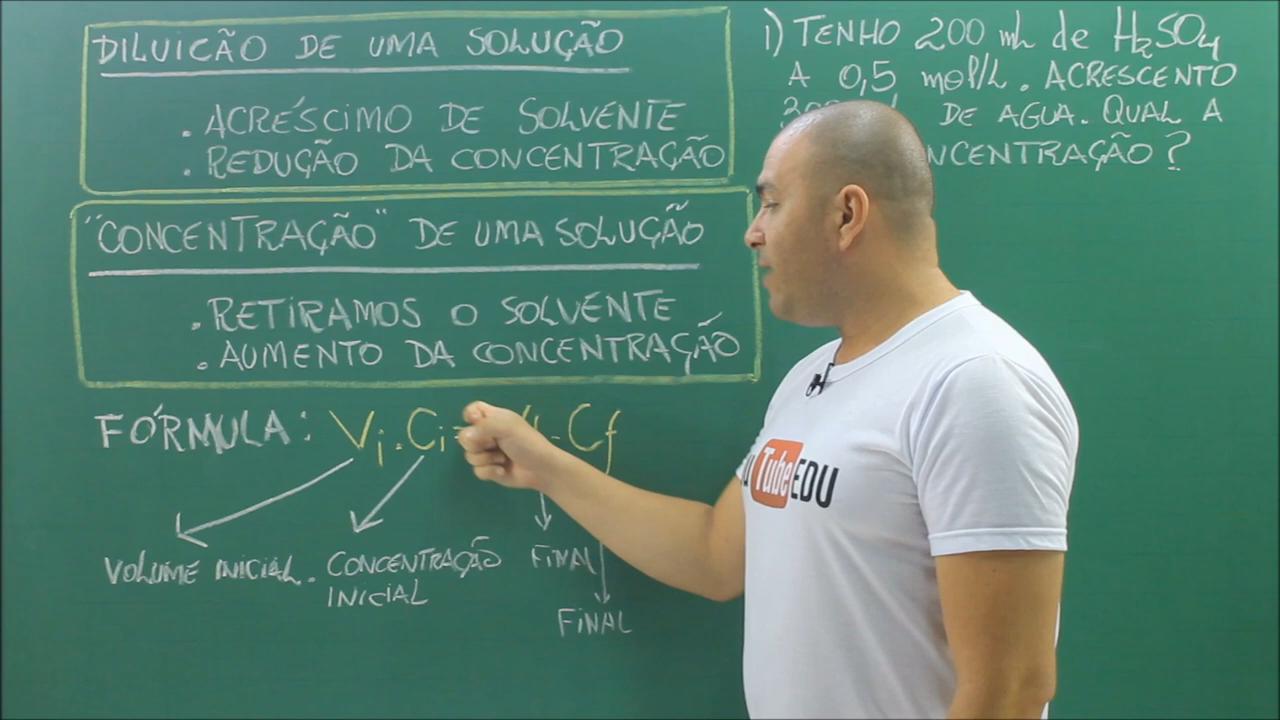 DILUIÇÃO DE UMA SOLUÇÃO
. ACRÉSCIMO DE SOLVENTE
. REDUÇÃO DA CONCENTRAÇÃO
"CONCENTRAÇÃO" DE UMA SOLUÇÃO
. RETIRAMOS O SOLVENTE
. AUMENTO DA CONCENTRAÇÃO
FÓRMULA: Vi.Ci= .Cf
VOLUME INICIAL. CONCENTRAÇÃO
INICIAL
FINAL
FINAL
1) TENHO 200 mL de H₂SO₄
A 0,5 mol/L. ACRESCENTO
DE AGUA. QUAL A
NCENTRAÇÃO?
Tube EDU